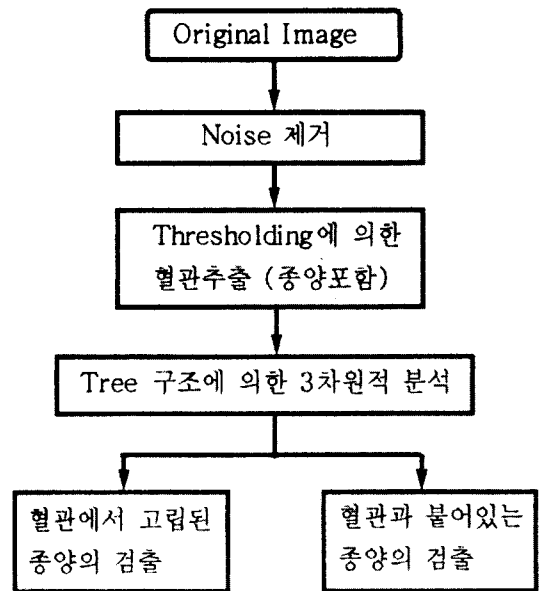 Original Image
Noise 제거
Thresholding에 의한
혈관추출 (종양포함)
Tree 구조에 의한 3차원적 분석
혈관에서 고립된
종양의 검출
혈관과 붙어있는
종양의 검출